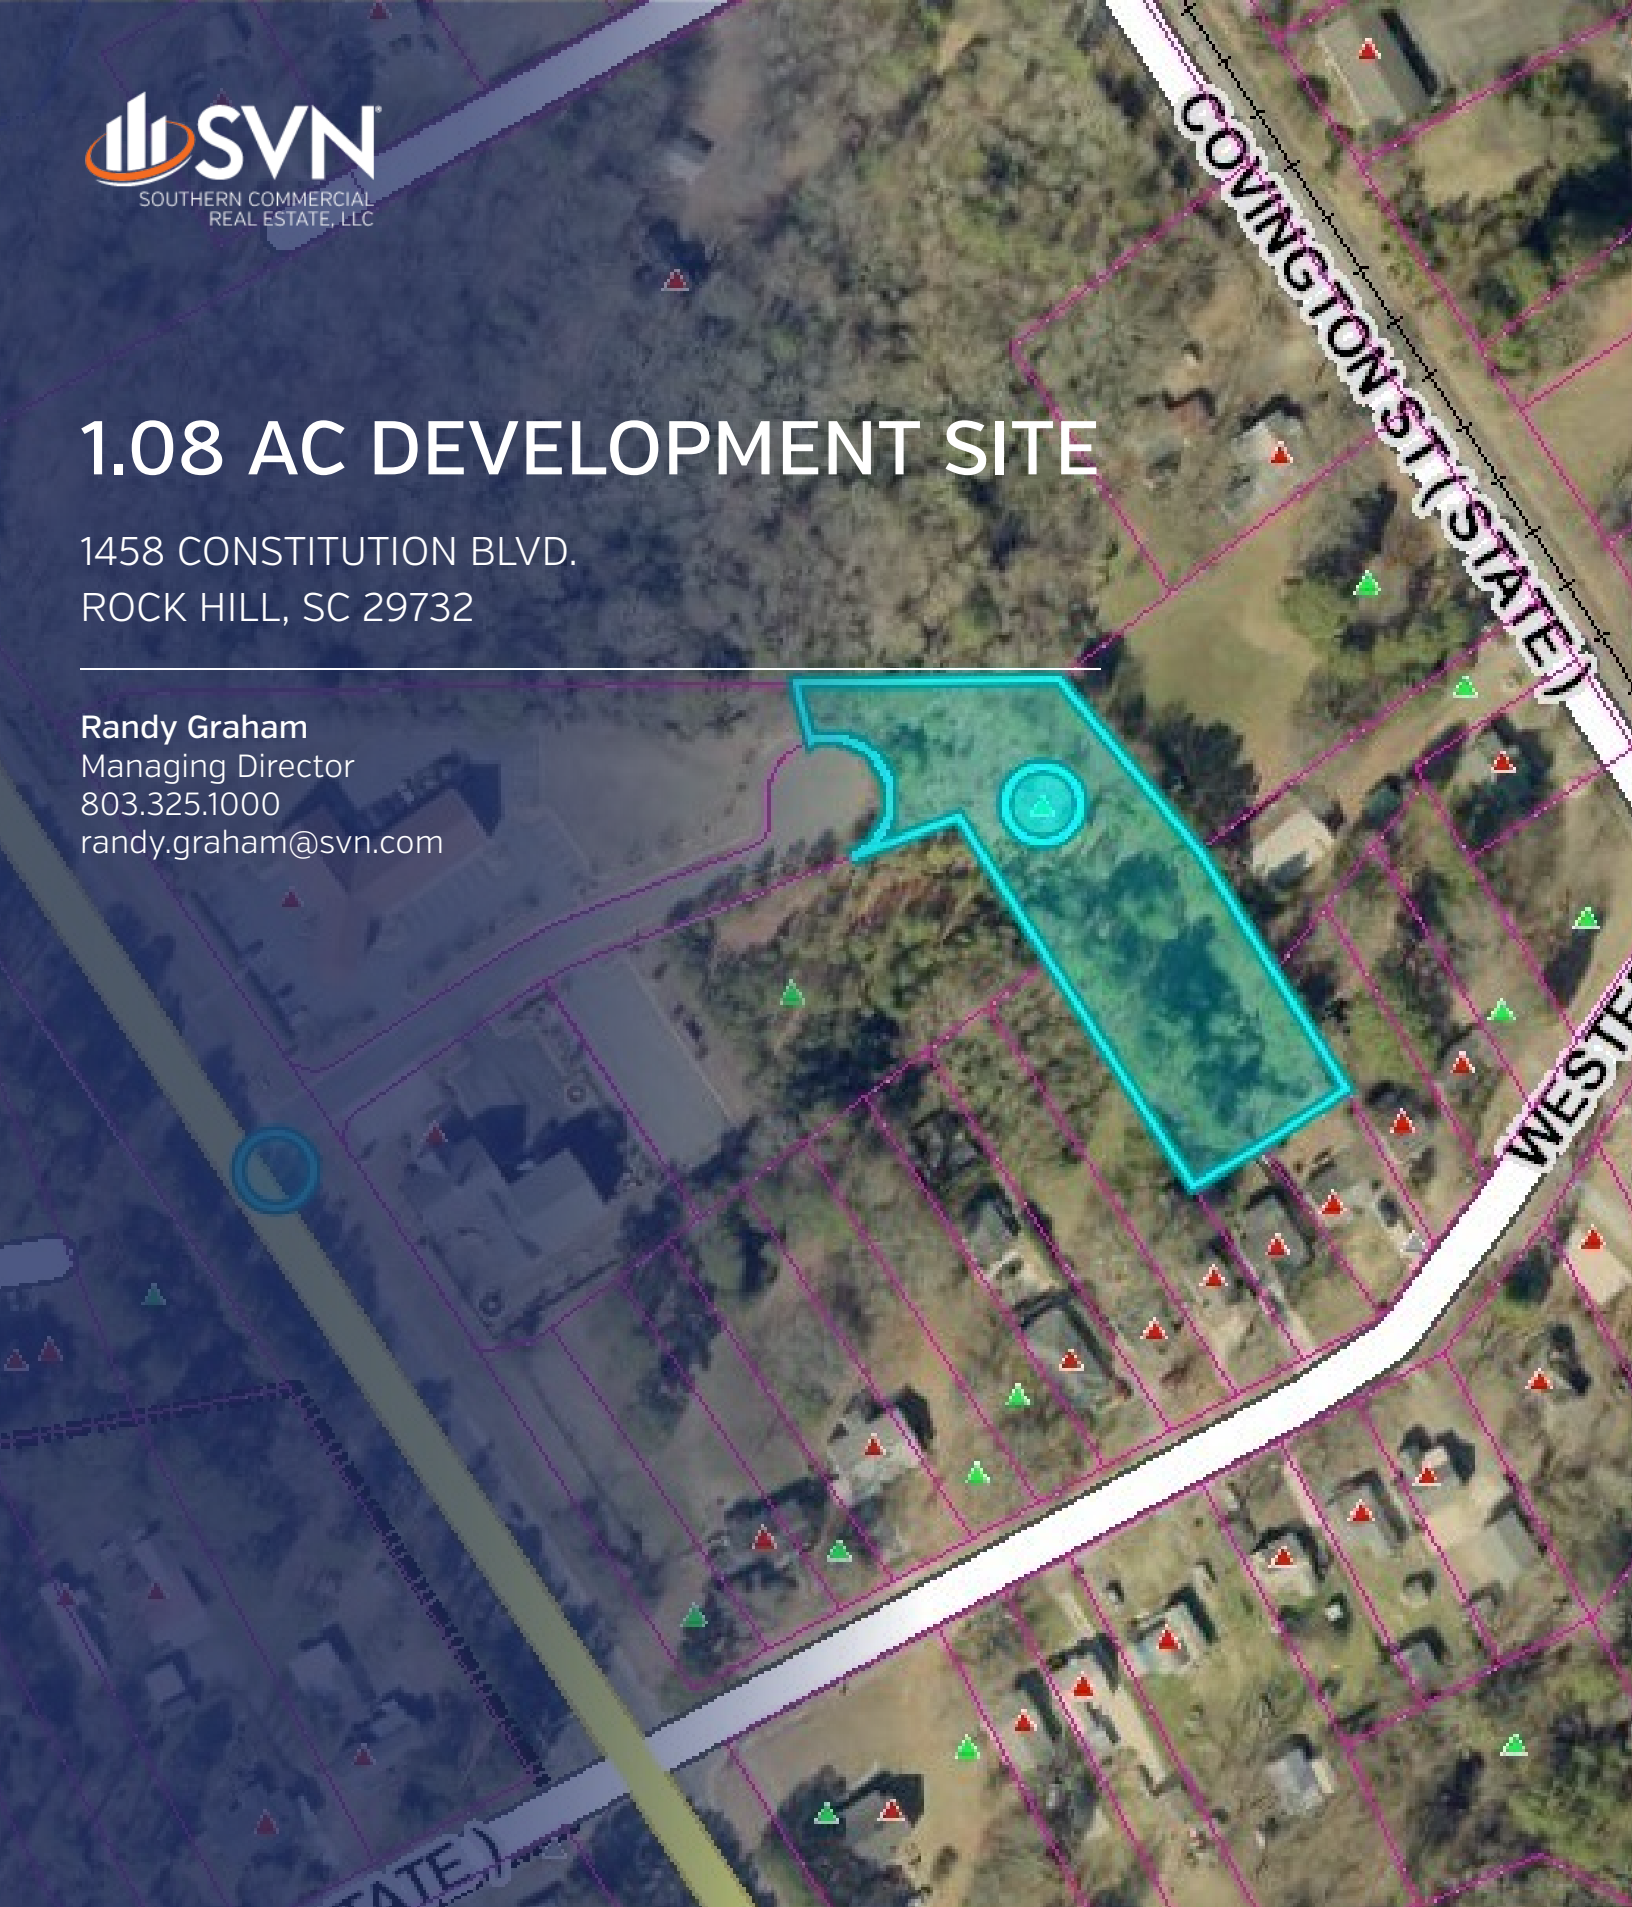 SVN
SOUTHERN COMMERCIAL
REAL ESTATE, LLC
COVINGTON ST ( STATE )
1.08 AC DEVELOPMENT SITE
1458 CONSTITUTION BLVD.
ROCK HILL, SC 29732
Randy Graham
Managing Director
803.325.1000
randy.graham@svn.com
WESTE
TATE )